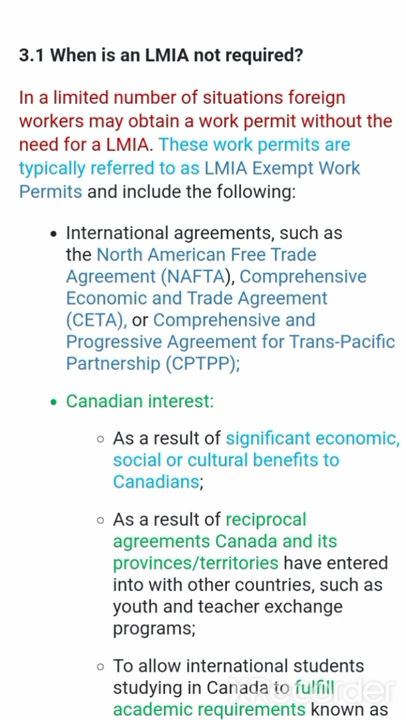 3.1 When is an LMIA not required?
In a limited number of situations foreign
workers may obtain a work permit without the
need for a LMIA. These work permits are
typically referred to as LMIA Exempt Work
Permits and include the following:
• International agreements, such as
the North American Free Trade
Agreement (NAFTA), Comprehensive
Economic and Trade Agreement
(CETA), or Comprehensive and
Progressive Agreement for Trans-Pacific
Partnership (CPTPP);
• Canadian interest:
○ As a result of significant economic,
social or cultural benefits to
Canadians;
○ As a result of reciprocal
agreements Canada and its
provinces/territories have entered
into with other countries, such as
youth and teacher exchange
programs;
○ To allow international students
studying in Canada to fulfill
academic requirements known as
XRecorder